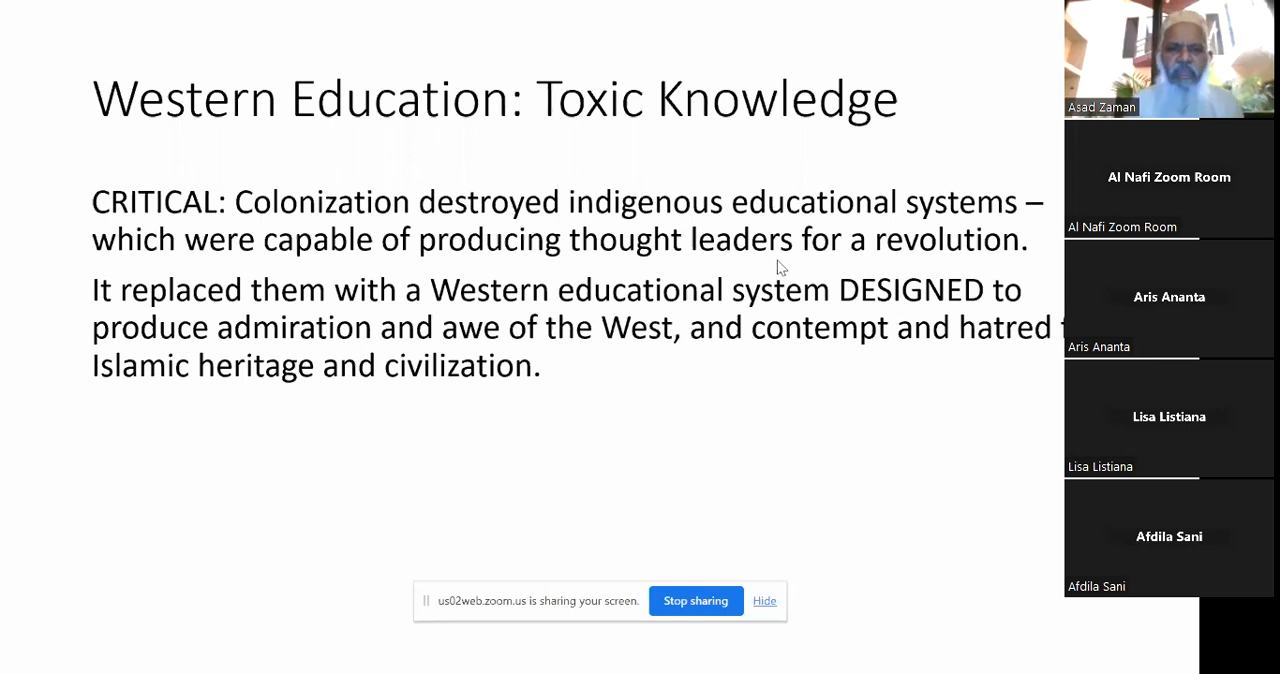 Western Education: Toxic Knowledge
CRITICAL: Colonization destroyed indigenous educational systems –
which were capable of producing thought leaders for a revolution.
It replaced them with a Western educational system DESIGNED to
produce admiration and awe of the West, and contempt and hatred
Islamic heritage and civilization.
us02web.zoom.us is sharing your screen.
Stop sharing
Hide
Asad Zaman
Al Nafi Zoom Room
Al Nafi Zoom Room
Aris Ananta
Aris Ananta
Lisa Listiana
Lisa Listiana
Afdila Sani
Afdila Sani